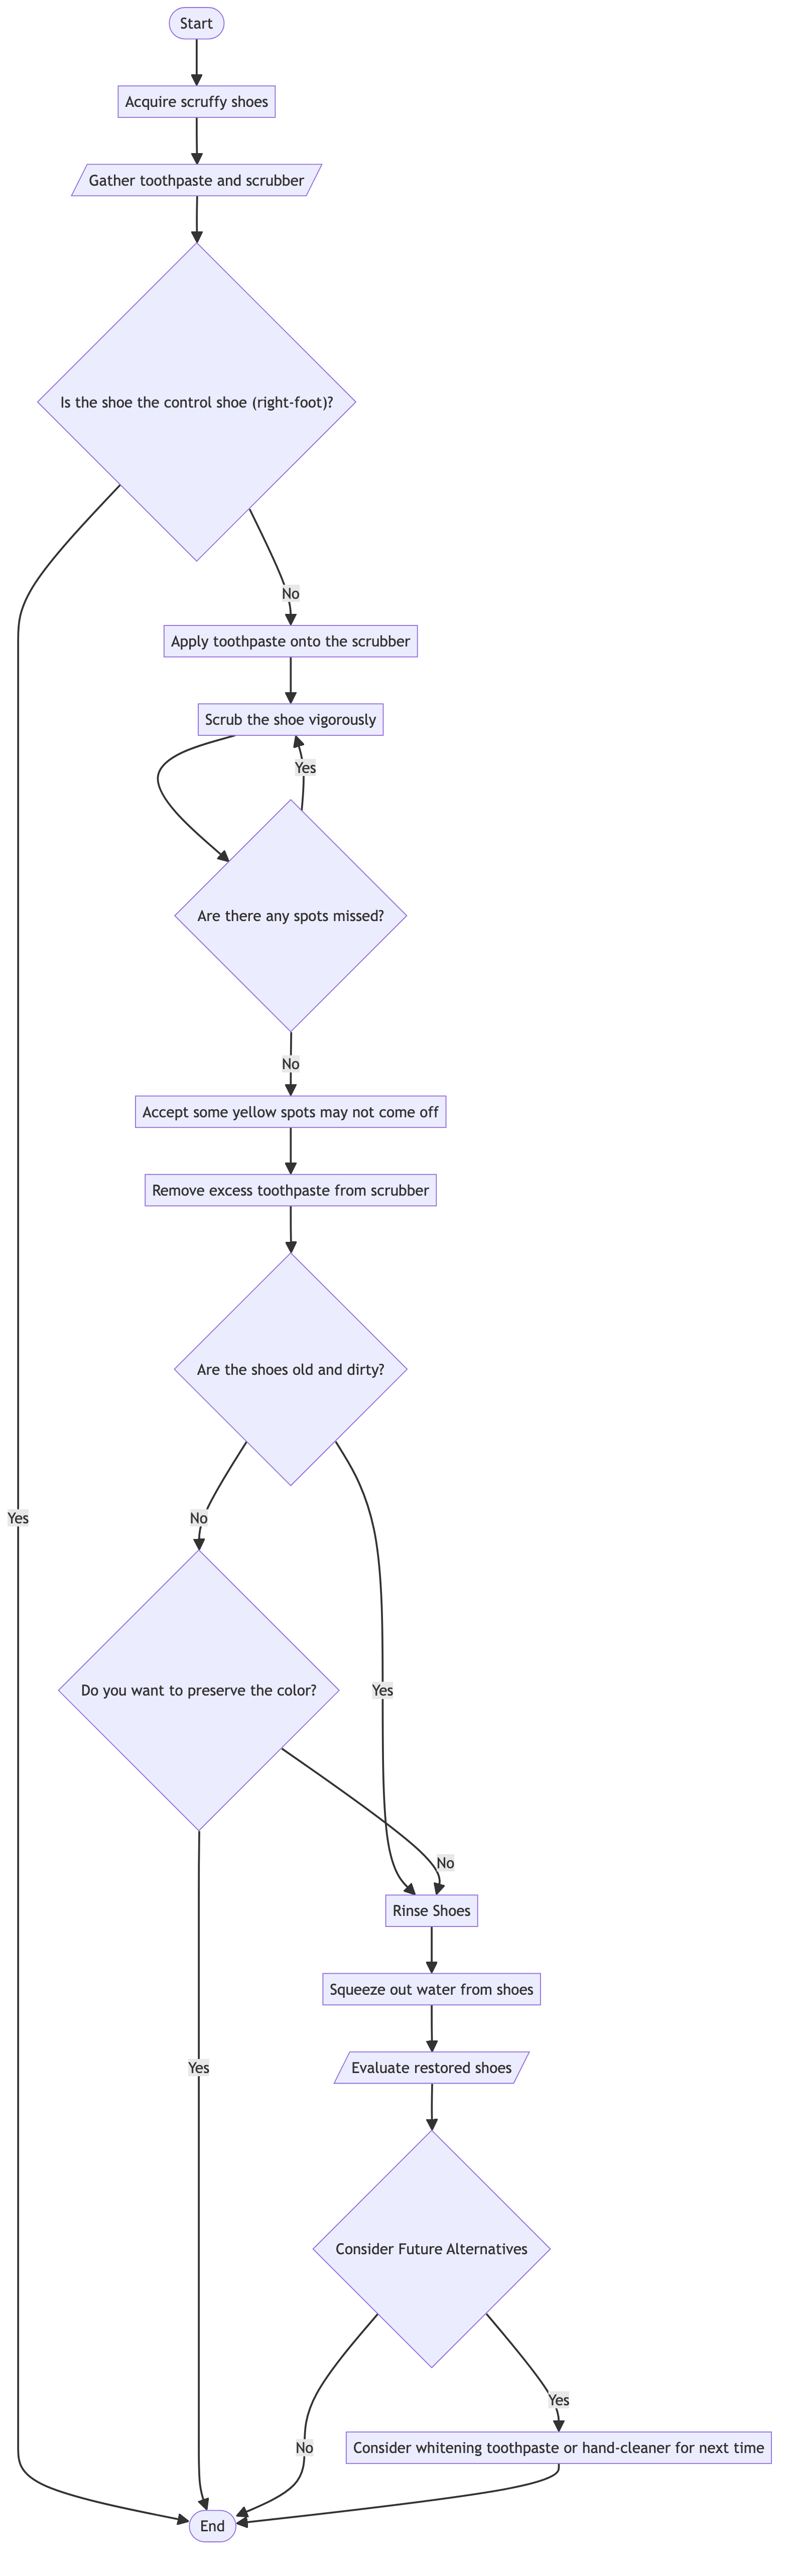 Start
Acquire scruffy shoes
Gather toothpaste and scrubber
Is the shoe the control shoe (right-foot)?
No
Apply toothpaste onto the scrubber
Scrub the shoe vigorously
Yes
Are there any spots missed?
No
Accept some yellow spots may not come off
Remove excess toothpaste from scrubber
Are the shoes old and dirty?
Yes
No
Do you want to preserve the color?
Yes
No
Rinse Shoes
Squeeze out water from shoes
Yes
Evaluate restored shoes
Consider Future Alternatives
Yes
No
Consider whitening toothpaste or hand-cleaner for next time
End